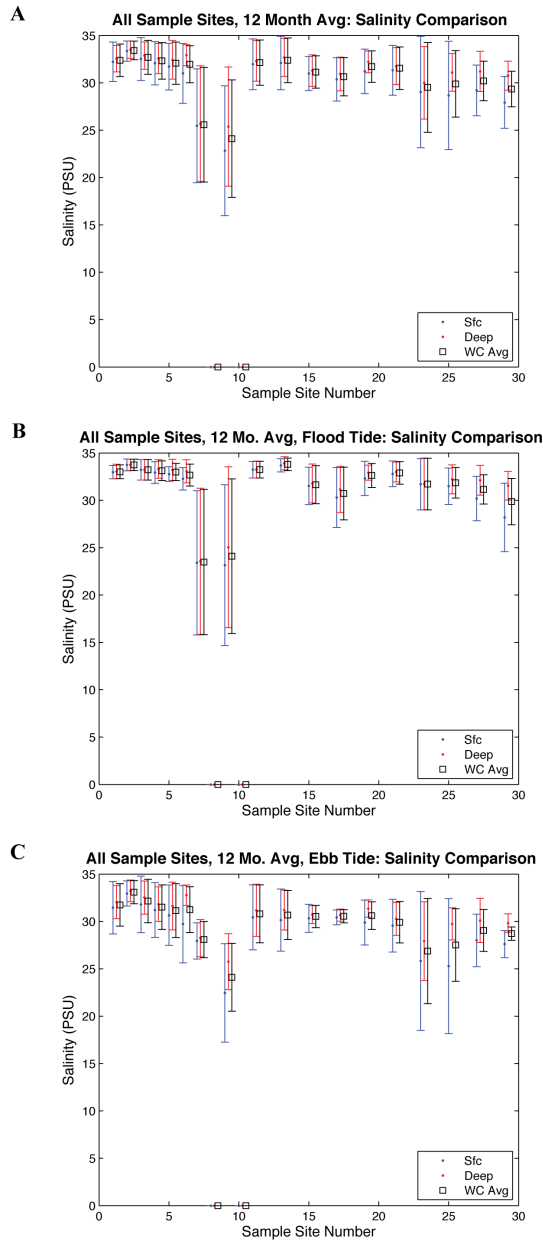 A
All Sample Sites, 12 Month Avg: Salinity Comparison
35
30
25
20
15
10
5
0
Salinity (PSU)
0 5 10 15 20 25 30
Sample Site Number
Sfc
Deep
WC Avg
B
All Sample Sites, 12 Mo. Avg, Flood Tide: Salinity Comparison
35
30
25
20
15
10
5
0
Salinity (PSU)
0 5 10 15 20 25 30
Sample Site Number
Sfc
Deep
WC Avg
C
All Sample Sites, 12 Mo. Avg, Ebb Tide: Salinity Comparison
35
30
25
20
15
10
5
0
Salinity (PSU)
0 5 10 15 20 25 30
Sample Site Number
Sfc
Deep
WC Avg